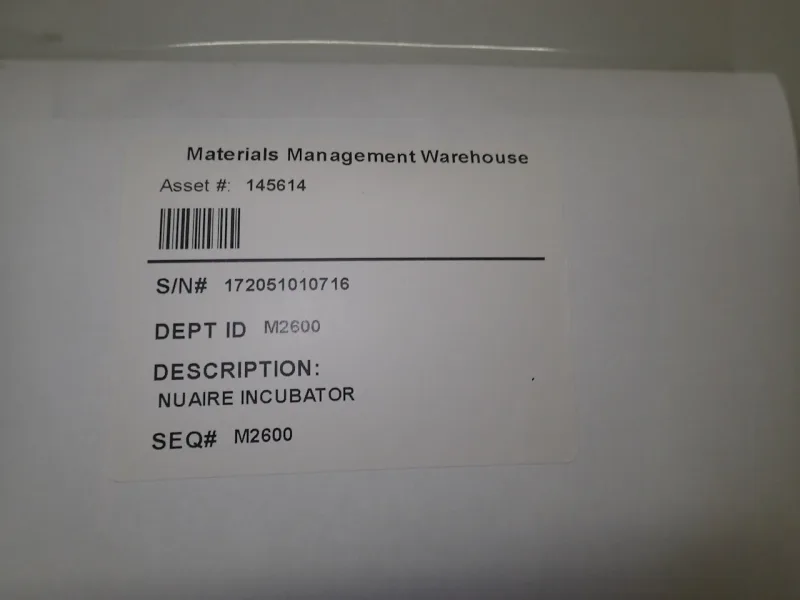 Materials Management Warehouse
Asset #: 145614
S/N# 172051010716
DEPT ID M2600
DESCRIPTION:
NUAIRE INCUBATOR
SEQ# M2600